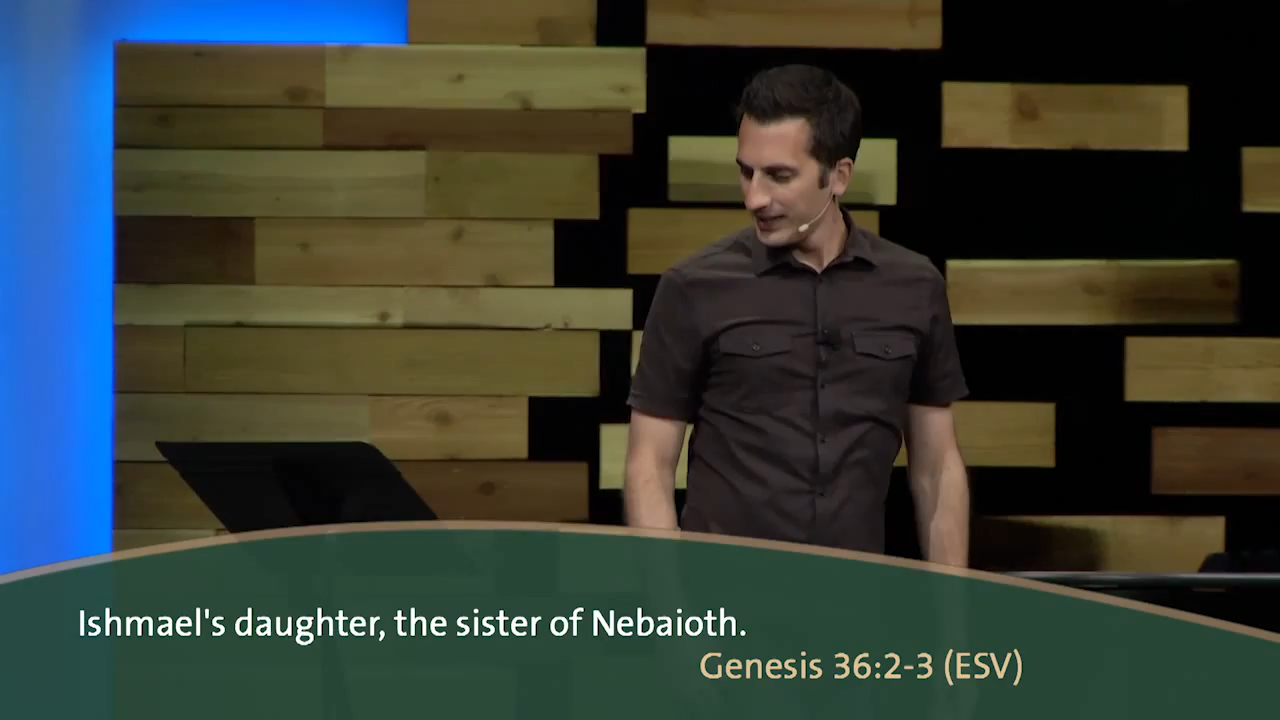 Ishmael's daughter, the sister of Nebaioth.
Genesis 36:2-3 (ESV)